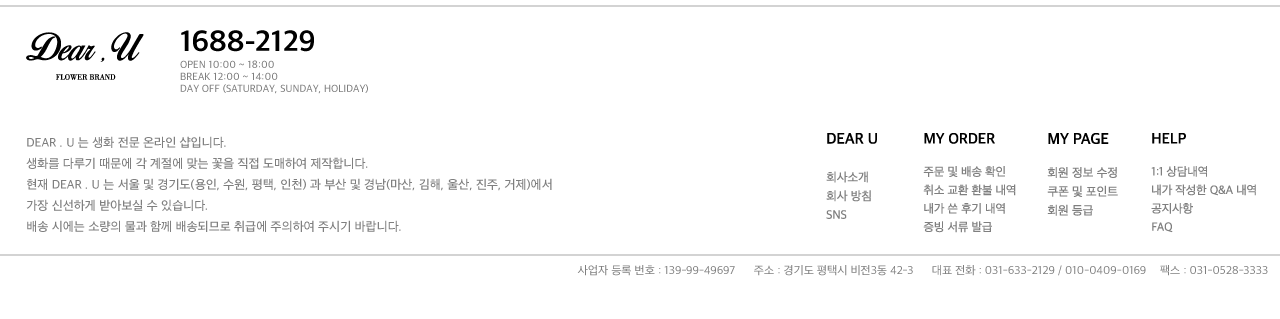 Dear , U
FLOWER BRAND
1688-2129
OPEN 10:00 ~ 18:00
BREAK 12:00 ~ 14:00
DAY OFF (SATURDAY, SUNDAY, HOLIDAY)
DEAR . U 는 생화 전문 온라인 샵입니다.
생화를 다루기 때문에 각 계절에 맞는 꽃을 직접 도매하여 제작합니다.
현재 DEAR . U 는 서울 및 경기도(용인, 수원, 평택, 인천) 과 부산 및 경남(마산, 김해, 울산, 진주, 거제)에서
가장 신선하게 받아보실 수 있습니다.
배송 시에는 소량의 물과 함께 배송되므로 취급에 주의하여 주시기 바랍니다.
DEAR U
회사소개
회사 방침
SNS
MY ORDER
주문 및 배송 확인
취소 교환 환불 내역
내가 쓴 후기 내역
증빙 서류 발급
MY PAGE
회원 정보 수정
쿠폰 및 포인트
회원 등급
HELP
1:1 상담내역
내가 작성한 Q&A 내역
공지사항
FAQ
사업자 등록 번호 : 139-99-49697 주소 : 경기도 평택시 비전3동 42-3 대표 전화 : 031-633-2129 / 010-0409-0169 팩스 : 031-0528-3333